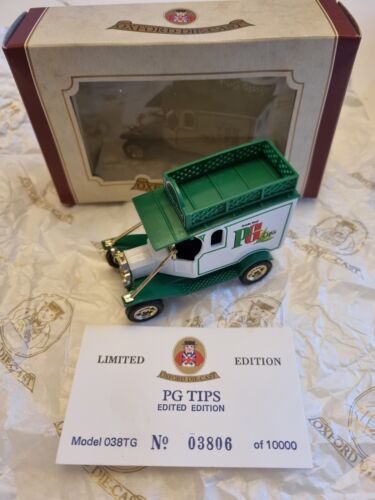 OXFORD DIE-CAST
OXFORD
PG
LIMITED EDITION
OXFORD DIE-CAST
PG TIPS
EDITED EDITION
Model 038TG Nº 03806 of 10000